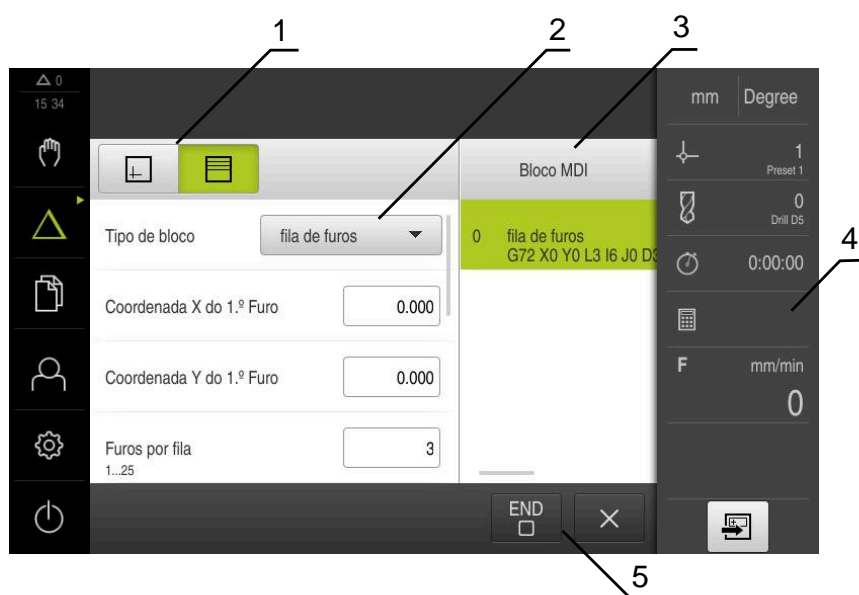 1
2
3
0
15 34
mm Degree
Bloco MDI
1
Preset 1
Tipo de bloco fila de furos
0 fila de furos
G72 X0 Y0 L3 I6 J0
0
Drill D5
4
0:00:00
Coordenada X do 1.º Furo 0.000
Coordenada Y do 1.º Furo 0.000
F mm/min
0
Furos por fila 3
1...25
END
5